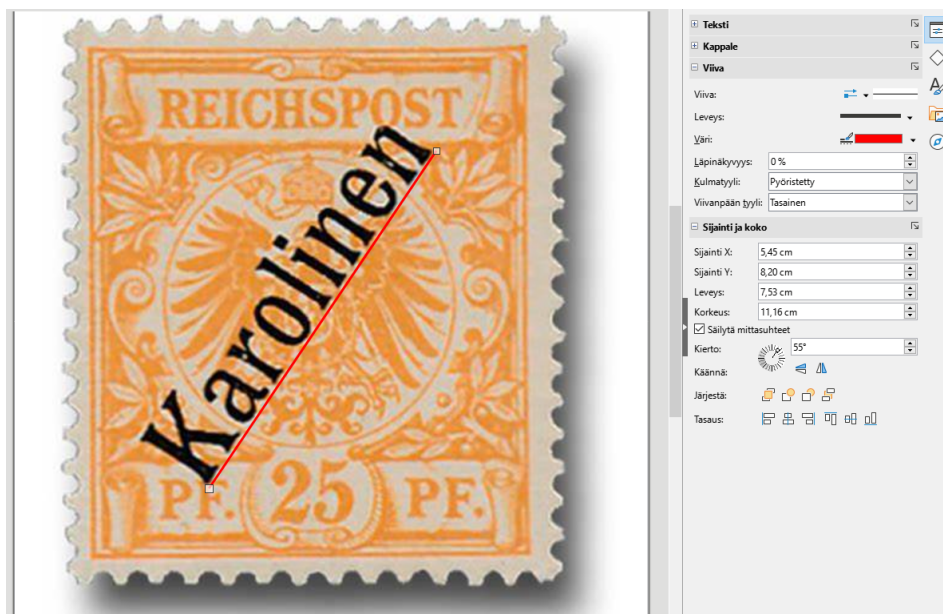 REICHSPOST
Karolinen
PF. 25 PF.
Teksti
Kappale
Viiva
Viiva:
Leveys:
Väri:
Läpinäkyvyys: 0 %
Kulmatyyli: Pyöristetty
Viivanpään tyyli: Tasainen
Sijainti ja koko
Sijainti X: 5,45 cm
Sijainti Y: 8,20 cm
Leveys: 7,53 cm
Korkeus: 11,16 cm
Säilytä mittasuhteet
Kierto: 55°
Käännä:
Järjestä:
Tasaus: